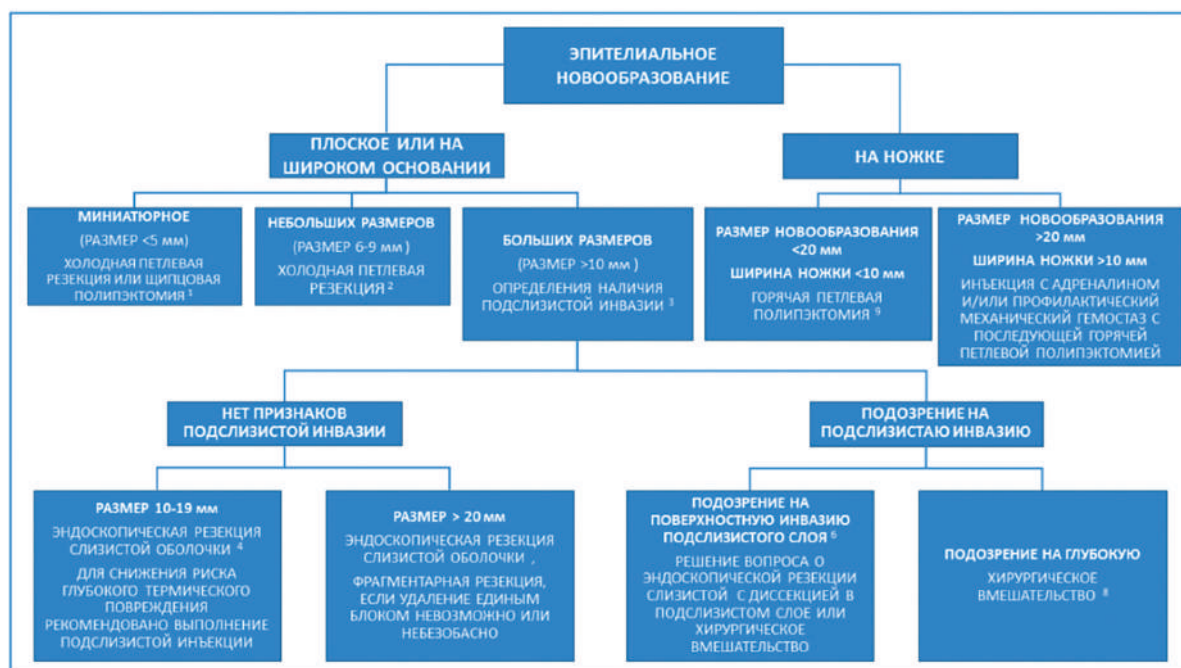 ЭПИТЕЛИАЛЬНОЕ
НОВООБРАЗОВАНИЕ
ПЛОСКОЕ ИЛИ НА
ШИРОКОМ ОСНОВАНИИ
НА НОЖКЕ
МИНИАТЮРНОЕ
(РАЗМЕР <5 мм)
ХОЛОДНАЯ ПЕТЛЕВАЯ
РЕЗЕКЦИЯ ИЛИ ЩИПЦОВАЯ
ПОЛИПЭКТОМИЯ 1
НЕБОЛЬШИХ РАЗМЕРОВ
(РАЗМЕР 6-9 мм )
ХОЛОДНАЯ ПЕТЛЕВАЯ
РЕЗЕКЦИЯ 2
БОЛЬШИХ РАЗМЕРОВ
(РАЗМЕР >10 мм )
ОПРЕДЕЛЕНИЯ НАЛИЧИЯ
ПОДСЛИЗИСТОЙ ИНВАЗИИ 3
РАЗМЕР НОВООБРАЗОВАНИЯ
<20 мм
ШИРИНА НОЖКИ <10 мм
ГОРЯЧАЯ ПЕТЛЕВАЯ
ПОЛИПЭКТОМИЯ 9
РАЗМЕР НОВООБРАЗОВАНИЯ
>20 мм
ШИРИНА НОЖКИ >10 мм
ИНЪЕКЦИЯ С АДРЕНАЛИНОМ
И/ИЛИ ПРОФИЛАКТИЧЕСКИЙ
МЕХАНИЧЕСКИЙ ГЕМОСТАЗ С
ПОСЛЕДУЮЩЕЙ ГОРЯЧЕЙ
ПЕТЛЕВОЙ ПОЛИПЭКТОМИЕЙ
НЕТ ПРИЗНАКОВ
ПОДСЛИЗИСТОЙ ИНВАЗИИ
ПОДОЗРЕНИЕ НА
ПОДСЛИЗИСТАЮ ИНВАЗИЮ
РАЗМЕР 10-19 мм
ЭНДОСКОПИЧЕСКАЯ РЕЗЕКЦИЯ
СЛИЗИСТОЙ ОБОЛОЧКИ 4
ДЛЯ СНИЖЕНИЯ РИСКА
ГЛУБОКОГО ТЕРМИЧЕСКОГО
ПОВРЕЖДЕНИЯ
РЕКОМЕНДОВАНО ВЫПОЛНЕНИЕ
ПОДСЛИЗИСТОЙ ИНЪЕКЦИИ
РАЗМЕР > 20 мм
ЭНДОСКОПИЧЕСКАЯ РЕЗЕКЦИЯ
СЛИЗИСТОЙ ОБОЛОЧКИ ,
ФРАГМЕНТАРНАЯ РЕЗЕКЦИЯ,
ЕСЛИ УДАЛЕНИЕ ЕДИНЫМ
БЛОКОМ НЕВОЗМОЖНО ИЛИ
НЕБЕЗОБАСНО
ПОДОЗРЕНИЕ НА
ПОВЕРХНОСТНУЮ ИНВАЗИЮ
ПОДСЛИЗИСТОГО СЛОЯ 6
РЕШЕНИЕ ВОПРОСА О
ЭНДОСКОПИЧЕСКОЙ РЕЗЕКЦИИ
СЛИЗИСТОЙ С ДИССЕКЦИЕЙ В
ПОДСЛИЗИСТОМ СЛОЕ ИЛИ
ХИРУРГИЧЕСКОЕ
ВМЕШАТЕЛЬСТВО
ПОДОЗРЕНИЕ НА ГЛУБОКУЮ
ХИРУРГИЧЕСКОЕ
ВМЕШАТЕЛЬСТВО 8